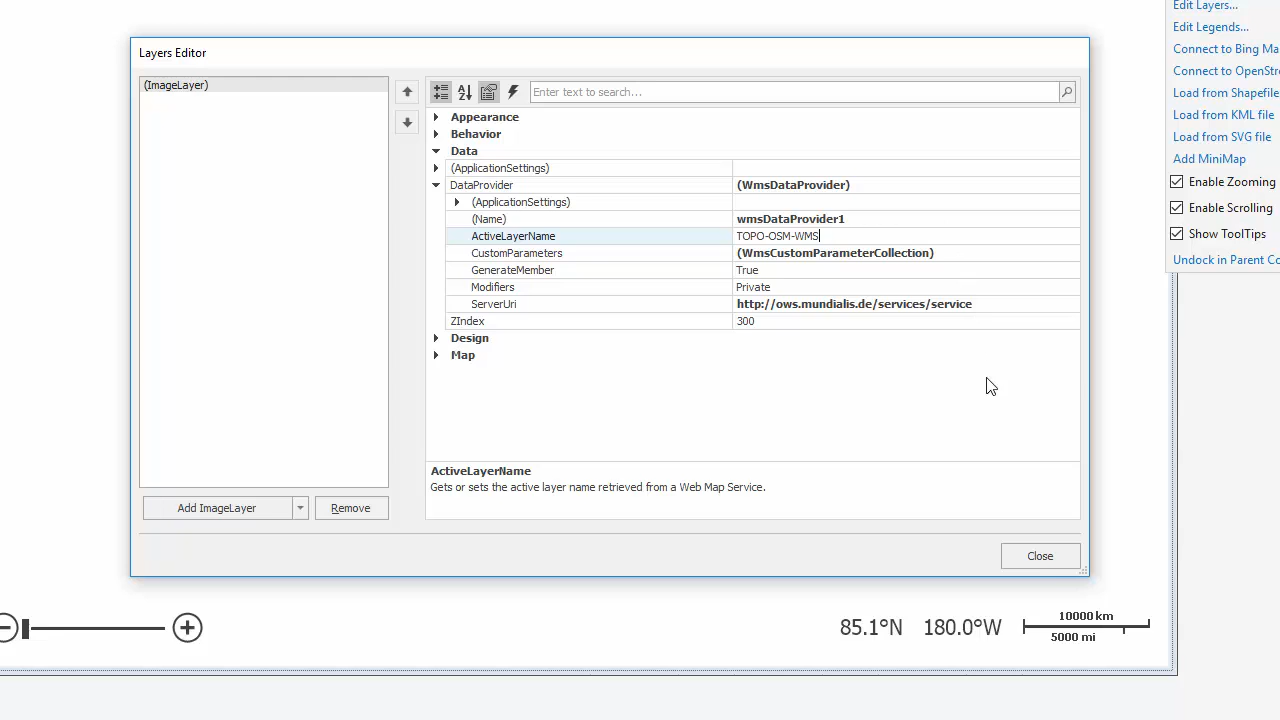 Edit Layers...
Layers Editor
Edit Legends...
Connect to Bing Ma
Connect to OpenStre
Load from Shapefile
Load from KML file
Load from SVG file
Add MiniMap
Enable Zooming
Enable Scrolling
Show ToolTips
Undock in Parent Co
(ImageLayer)
Enter text to search...
Appearance
Behavior
Data
(ApplicationSettings)
DataProvider (WmsDataProvider)
(ApplicationSettings)
(Name) wmsDataProvider1
ActiveLayerName TOPO-OSM-WMS
CustomParameters (WmsCustomParameterCollection)
GenerateMember True
Modifiers Private
ServerUri http://ows.mundialis.de/services/service
ZIndex 300
Design
Map
ActiveLayerName
Gets or sets the active layer name retrieved from a Web Map Service.
Add ImageLayer
Remove
Close
85.1°N 180.0°W
10000 km
5000 mi